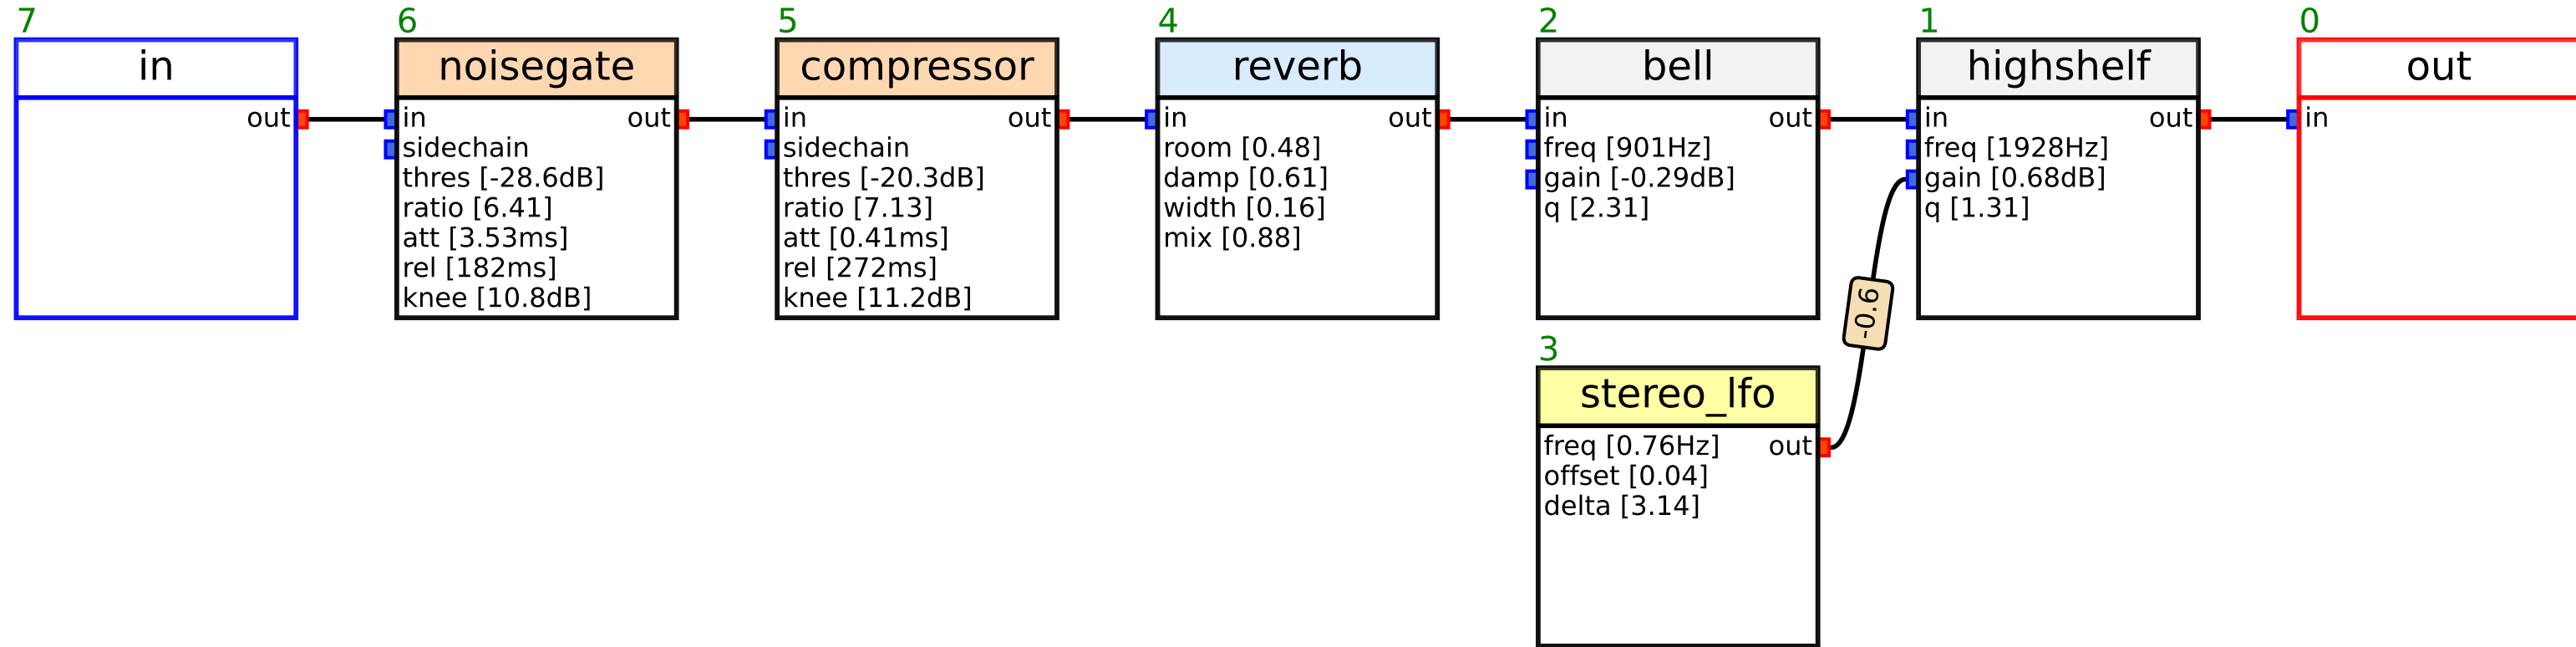 7
in
out
6
noisegate
in
out
sidechain
thres [-28.6dB]
ratio [6.41]
att [3.53ms]
rel [182ms]
knee [10.8dB]
5
compressor
in
out
sidechain
thres [-20.3dB]
ratio [7.13]
att [0.41ms]
rel [272ms]
knee [11.2dB]
4
reverb
in
out
room [0.48]
damp [0.61]
width [0.16]
mix [0.88]
2
bell
in
out
freq [901Hz]
gain [-0.29dB]
q [2.31]
1
highshelf
in
out
freq [1928Hz]
gain [0.68dB]
q [1.31]
0
out
in
-0.6
3
stereo_lfo
freq [0.76Hz]
out
offset [0.04]
delta [3.14]